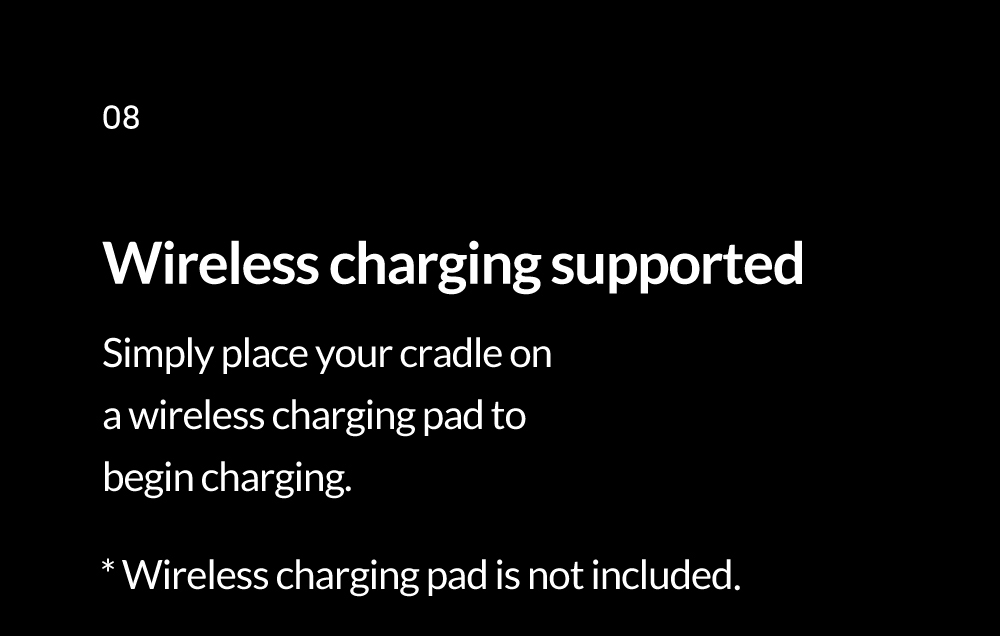 08
Wireless charging supported
Simply place your cradle on
a wireless charging pad to
begin charging.
* Wireless charging pad is not included.